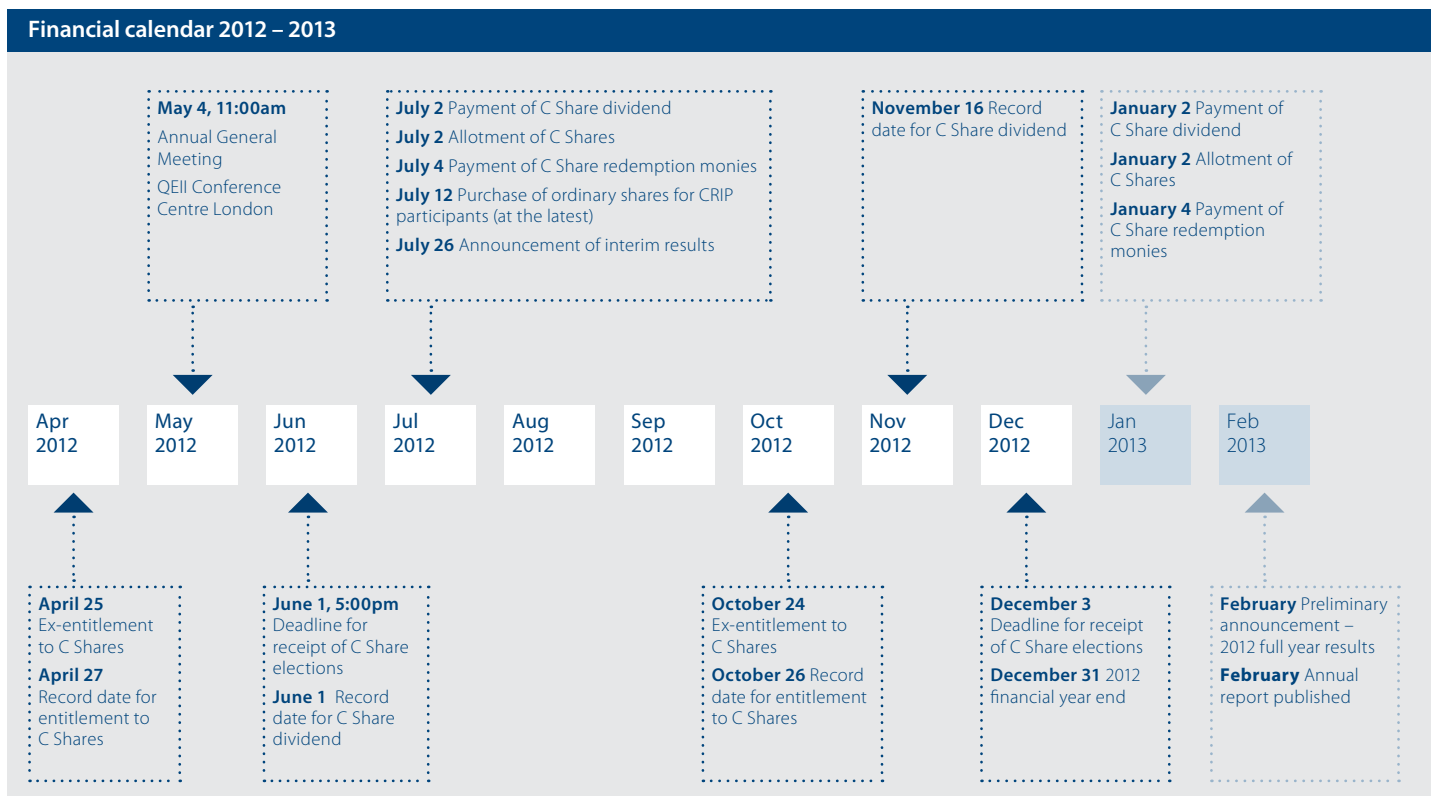 Financial calendar 2012 – 2013
May 4, 11:00am
Annual General
Meeting
QEII Conference
Centre London
July 2 Payment of C Share dividend
July 2 Allotment of C Shares
July 4 Payment of C Share redemption monies
July 12 Purchase of ordinary shares for CRIP
participants (at the latest)
July 26 Announcement of interim results
November 16 Record
date for C Share dividend
January 2 Payment of
C Share dividend
January 2 Allotment of
C Shares
January 4 Payment of
C Share redemption
monies
Apr
2012
May
2012
Jun
2012
Jul
2012
Aug
2012
Sep
2012
Oct
2012
Nov
2012
Dec
2012
Jan
2013
Feb
2013
April 25
Ex-entitlement
to C Shares
April 27
Record date for
entitlement to
C Shares
June 1, 5:00pm
Deadline for
receipt of C Share
elections
June 1 Record
date for C Share
dividend
October 24
Ex-entitlement to
C Shares
October 26 Record
date for entitlement
to C Shares
December 3
Deadline for receipt
of C Share elections
December 31 2012
financial year end
February Preliminary
announcement –
2012 full year results
February Annual
report published